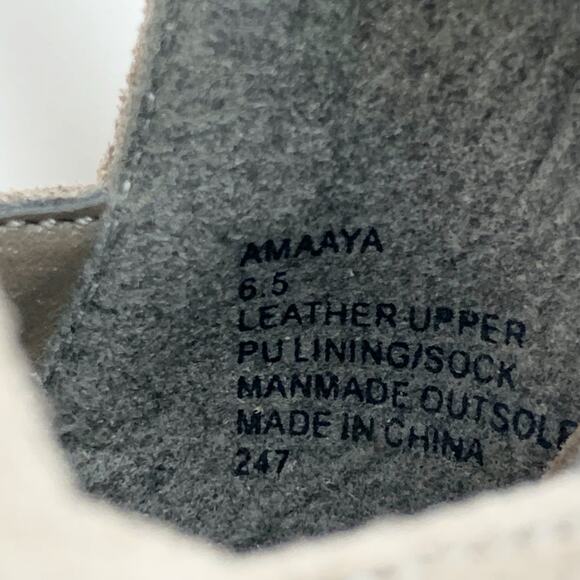 AMAAYA
6.5
LEATHER UPPER
PU LINING/SOCK
MANMADE OUTSOLE
MADE IN CHINA
247